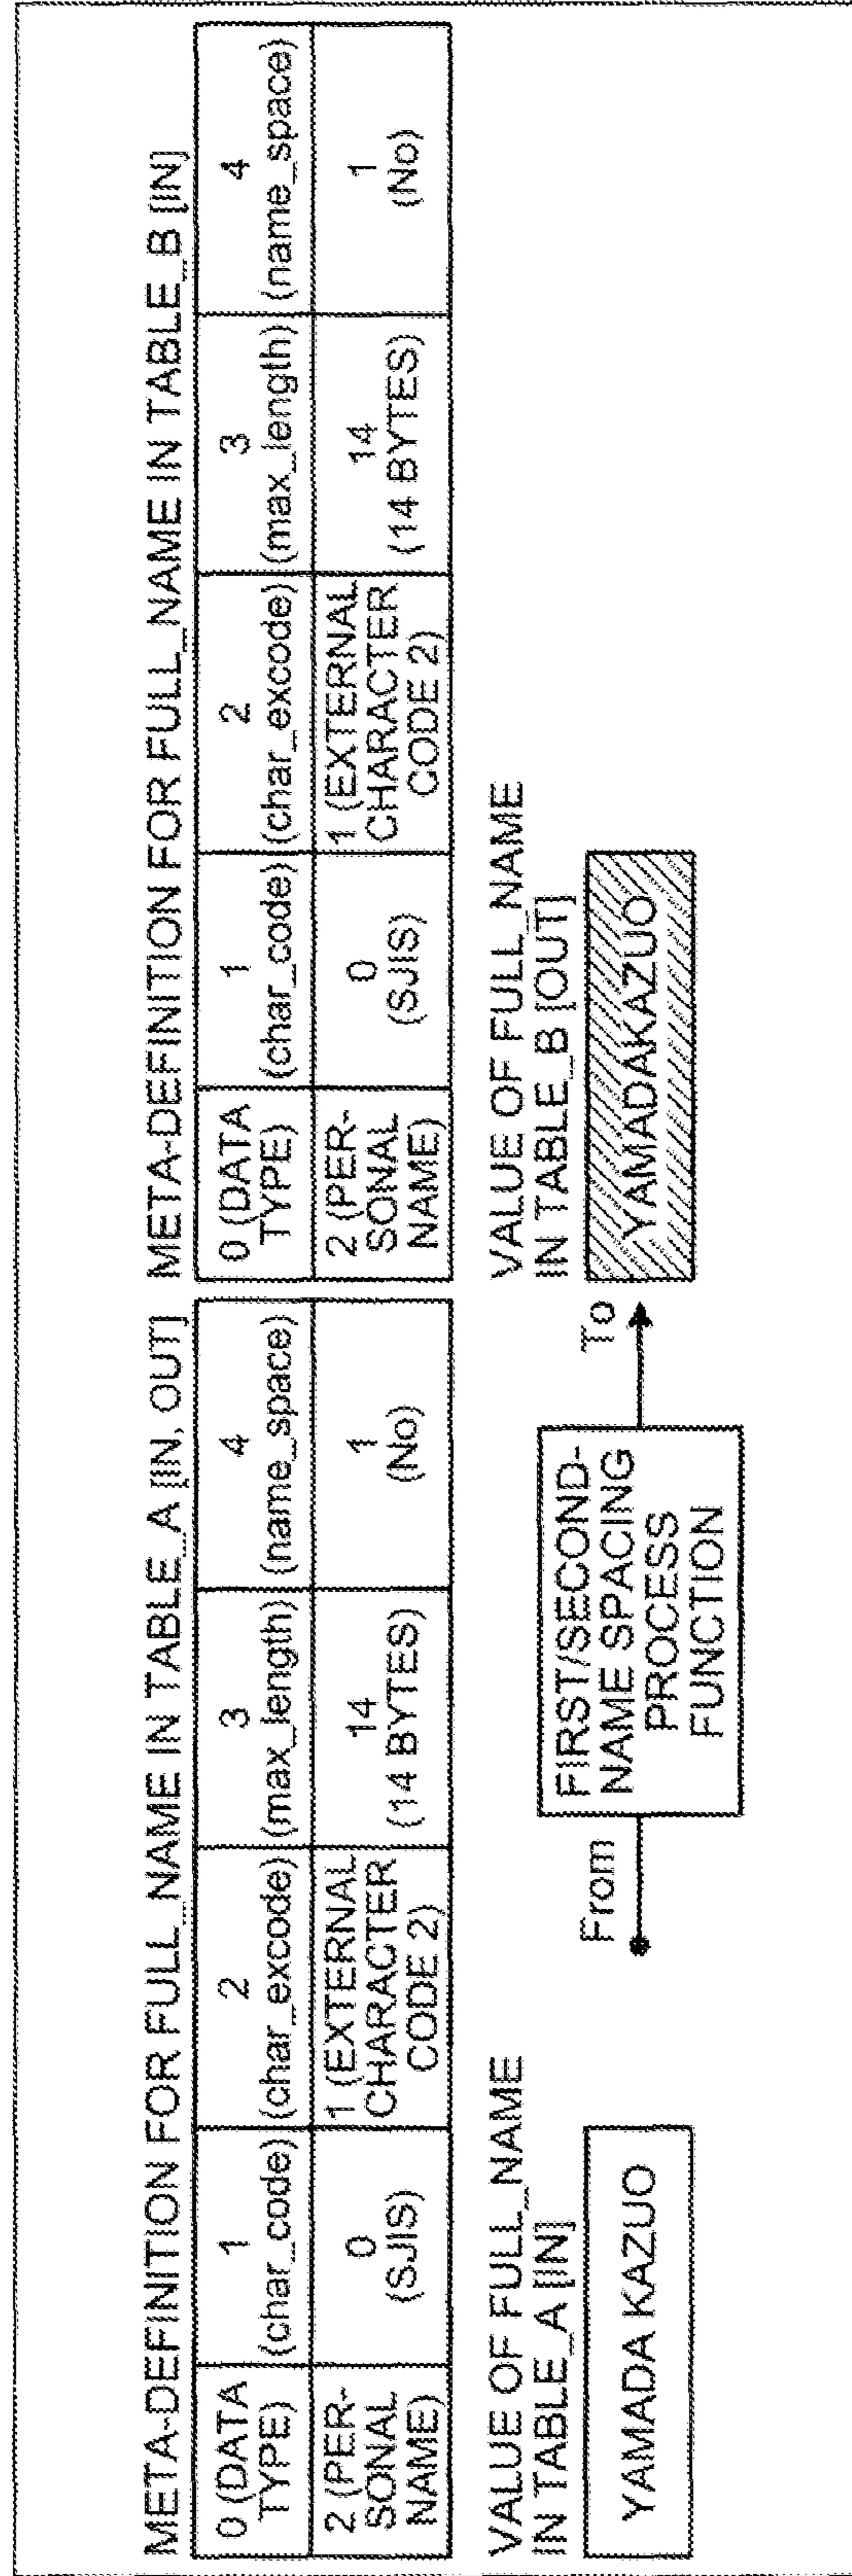 META-DEFINITION FOR FULL_NAME IN TABLE_A [IN, OUT]
0 (DATA
TYPE)
1
(char_code)
2
(char_excode)
3
(max_length)
4
(name_space)
2 (PER-
SONAL
NAME)
0
(SJIS)
1 (EXTERNAL
CHARACTER
CODE 2)
14
(14 BYTES)
1
(No)
META-DEFINITION FOR FULL_NAME IN TABLE_B [IN]
0 (DATA
TYPE)
1
(char_code)
2
(char_excode)
3
(max_length)
4
(name_space)
2 (PER-
SONAL
NAME)
0
(SJIS)
1 (EXTERNAL
CHARACTER
CODE 2)
14
(14 BYTES)
1
(No)
VALUE OF FULL_NAME
IN TABLE_A [IN]
YAMADA KAZUO
From
FIRST/SECOND-
NAME SPACING
PROCESS
FUNCTION
To
VALUE OF FULL_NAME
IN TABLE_B [OUT]
YAMADAKAZUO